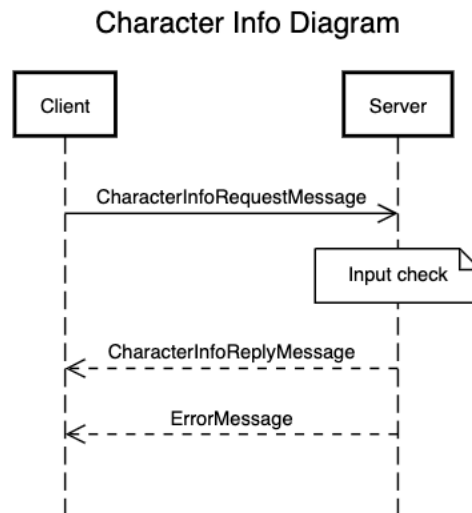 Character Info Diagram
Client
Server
CharacterInfoRequestMessage
Input check
CharacterInfoReplyMessage
ErrorMessage